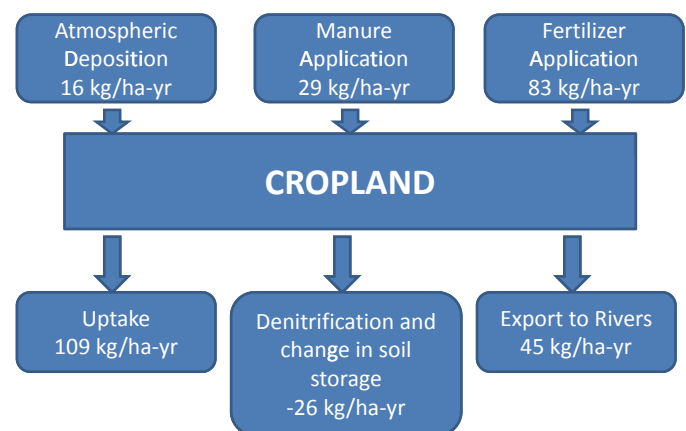 Atmospheric
Deposition
16 kg/ha-yr
Manure
Application
29 kg/ha-yr
Fertilizer
Application
83 kg/ha-yr
CROPLAND
Uptake
109 kg/ha-yr
Denitrification and
change in soil
storage
-26 kg/ha-yr
Export to Rivers
45 kg/ha-yr